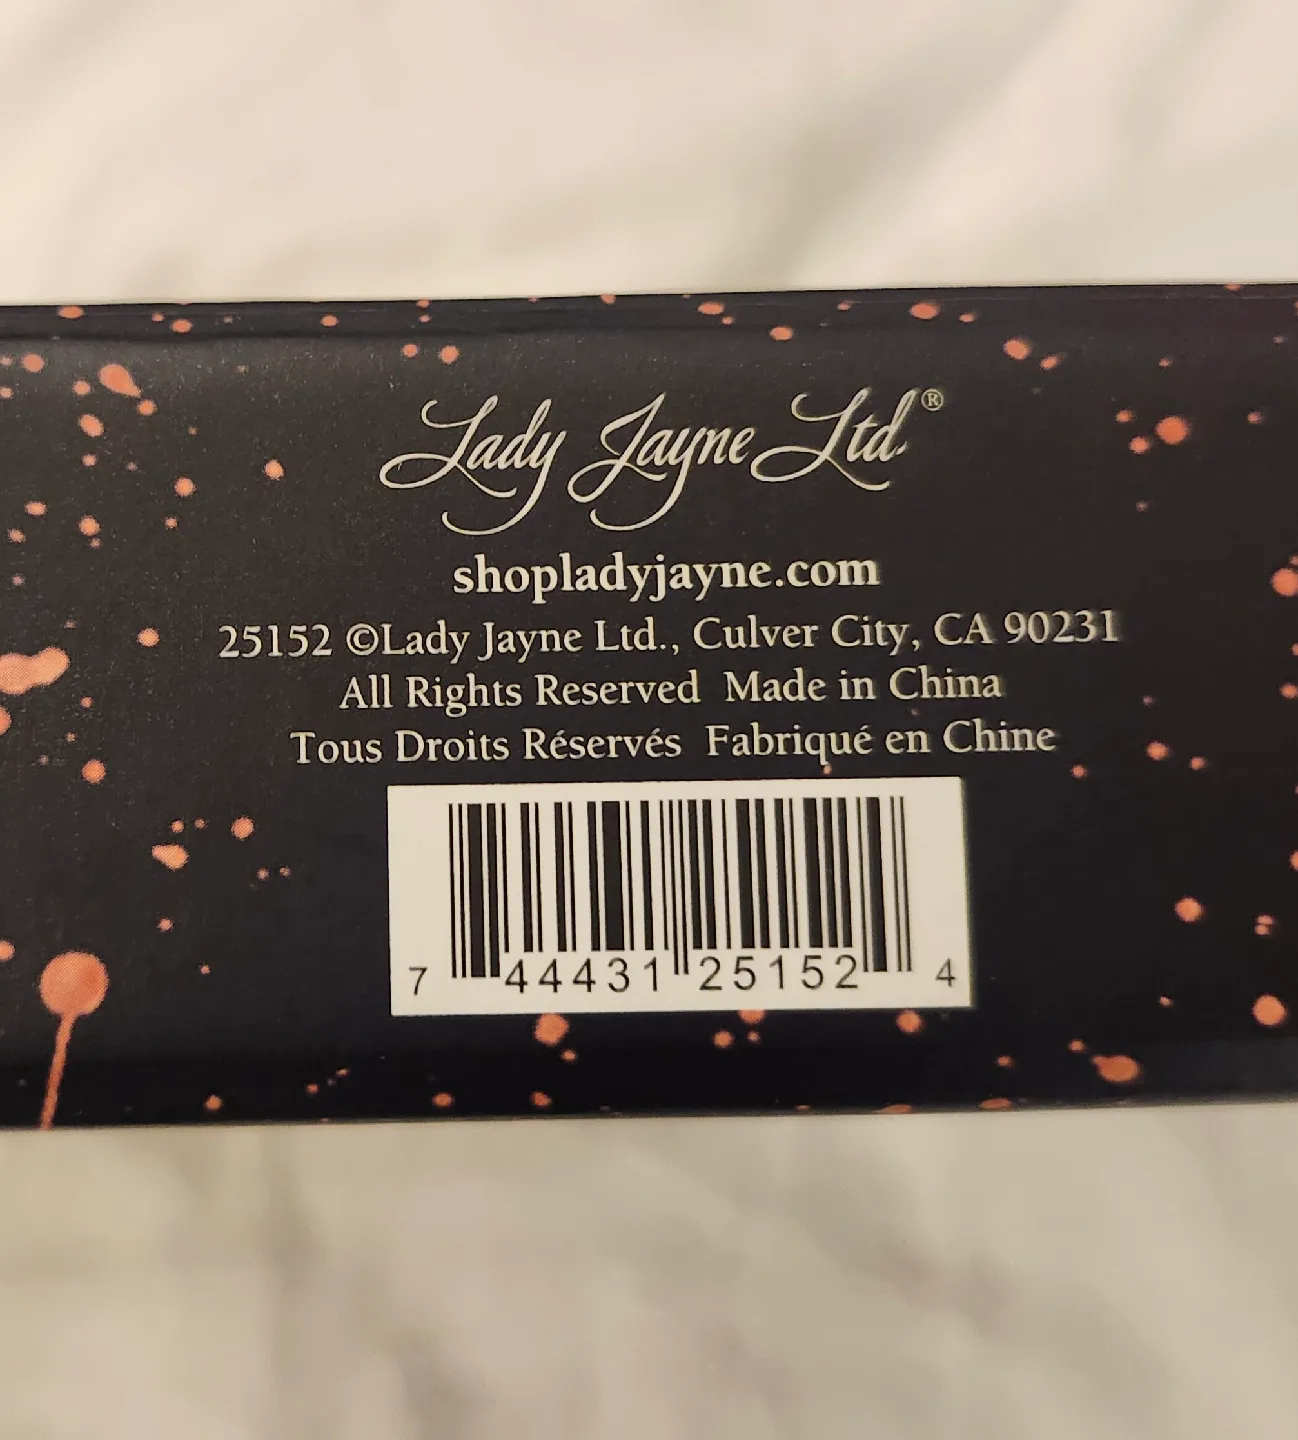 Lady Jayne Ltd.®
shopladyjayne.com
25152 ©Lady Jayne Ltd., Culver City, CA 90231
All Rights Reserved Made in China
Tous Droits Réservés Fabriqué en Chine
7 44431 25152 4